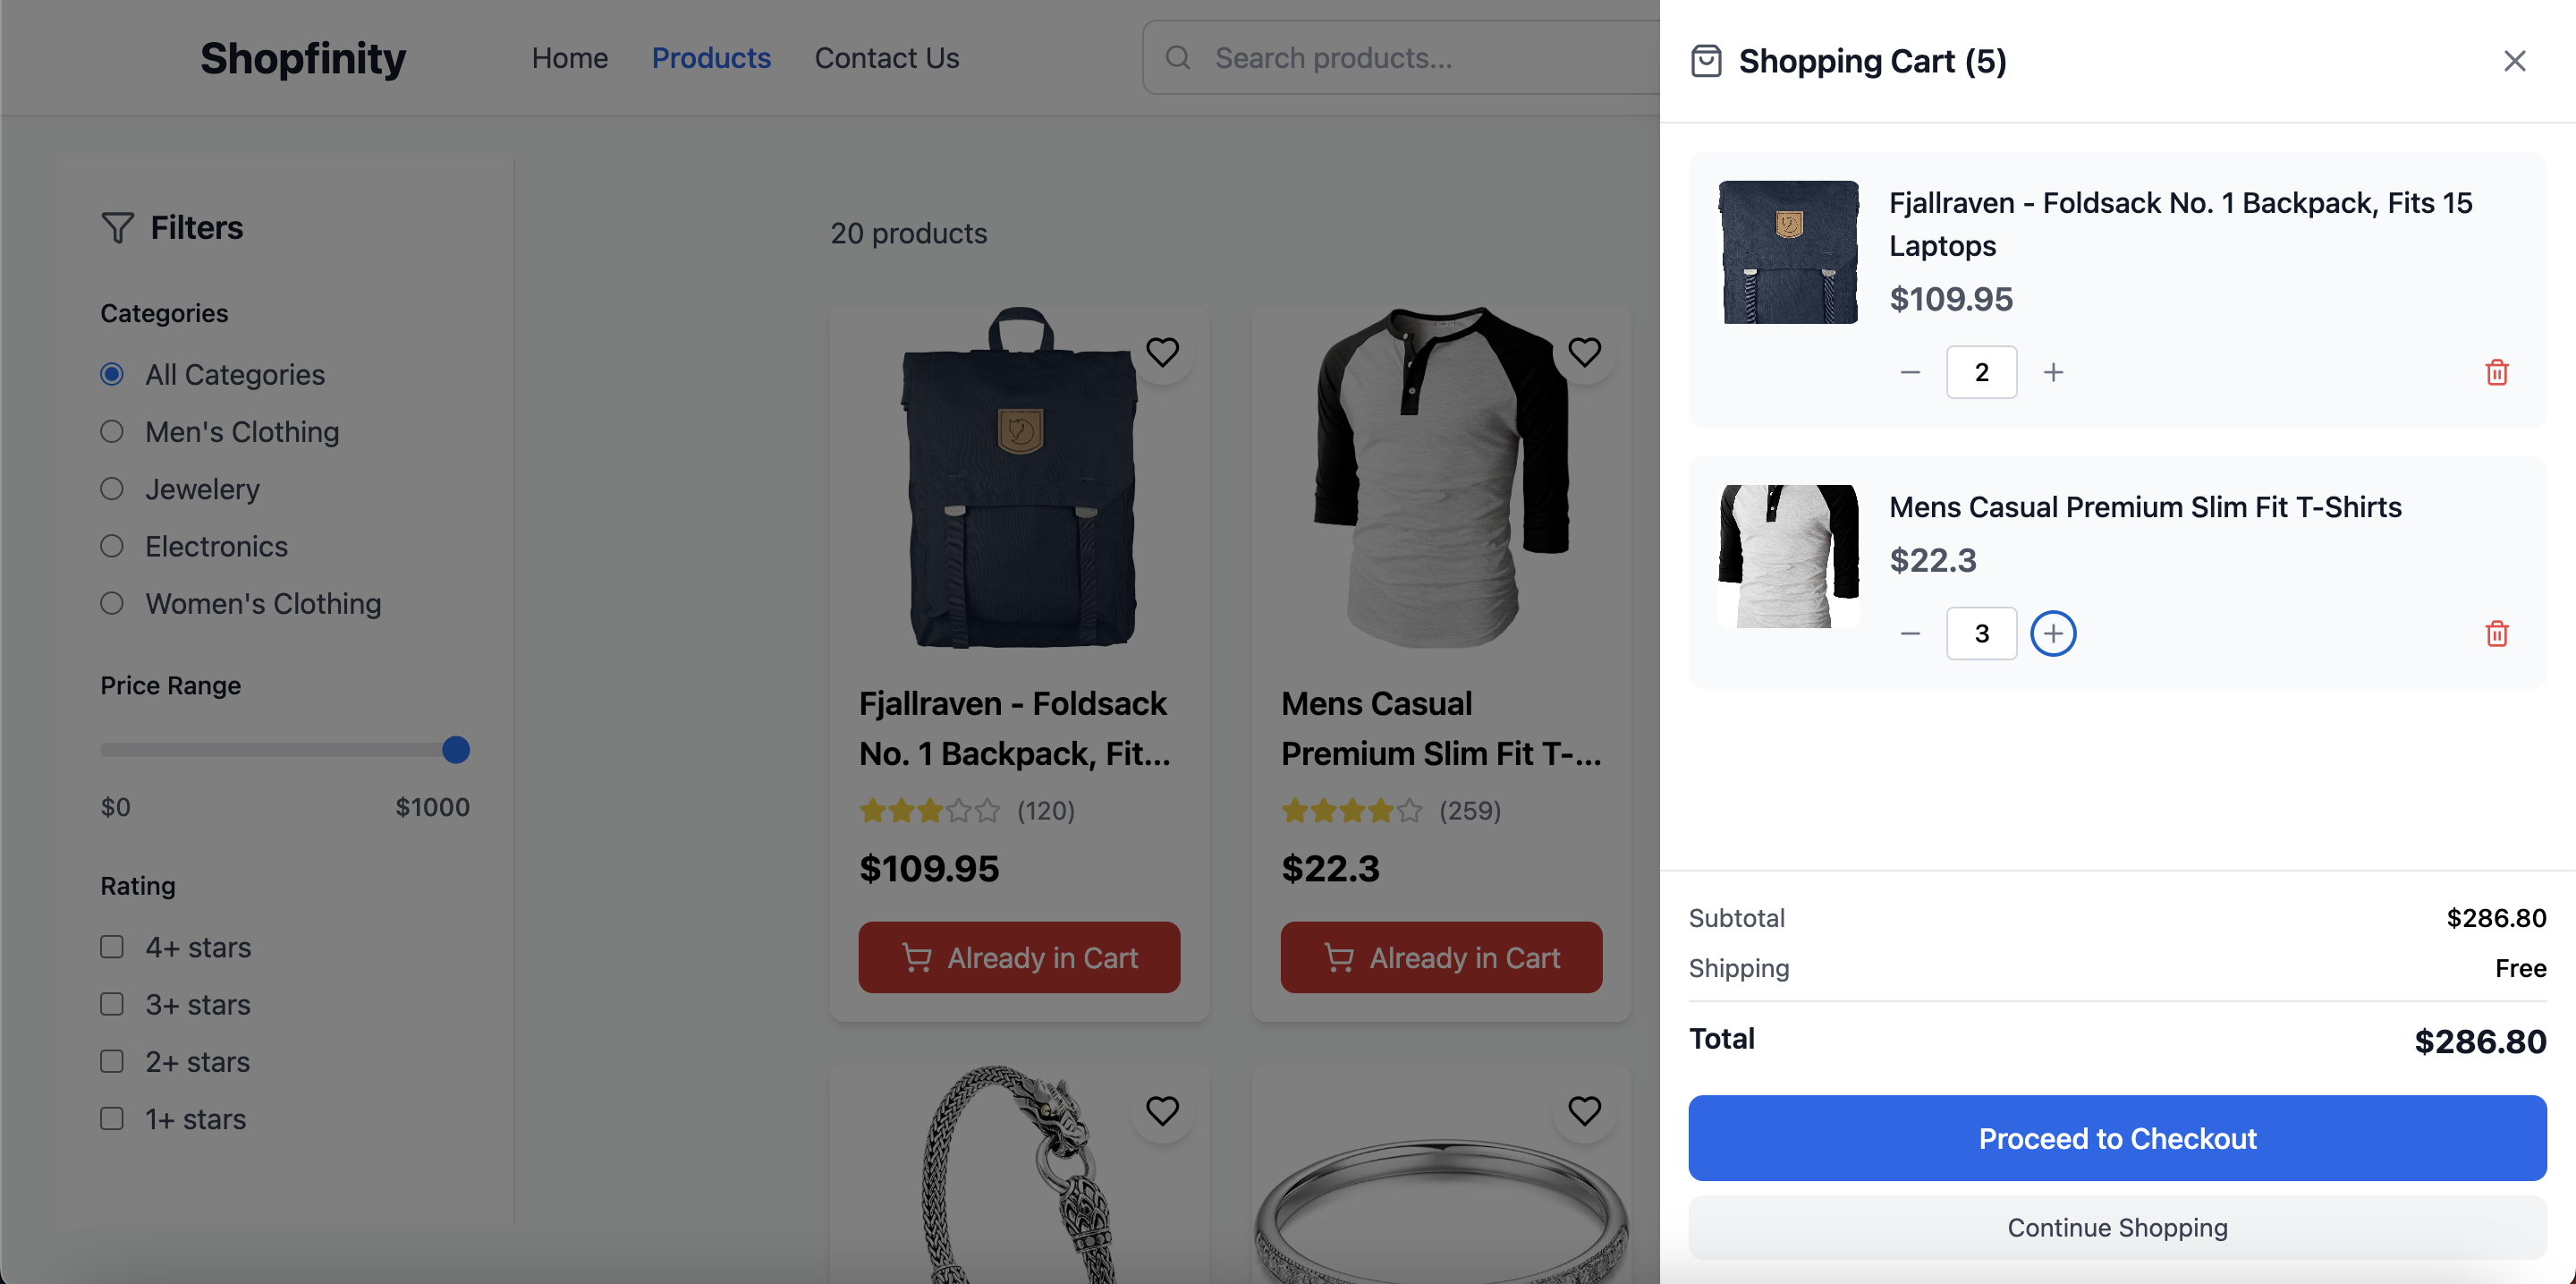 Shopfinity
Home
Products
Contact Us
Search products...
Filters
Categories
All Categories
Men's Clothing
Jewelery
Electronics
Women's Clothing
Price Range
$0
$1000
Rating
4+ stars
3+ stars
2+ stars
1+ stars
20 products
Fjallraven - Foldsack
No. 1 Backpack, Fit...
(120)
$109.95
Already in Cart
Mens Casual
Premium Slim Fit T-...
(259)
$22.3
Already in Cart
Shopping Cart (5)
Fjallraven - Foldsack No. 1 Backpack, Fits 15
Laptops
$109.95
2
Mens Casual Premium Slim Fit T-Shirts
$22.3
3
Subtotal
$286.80
Shipping
Free
Total
$286.80
Proceed to Checkout
Continue Shopping